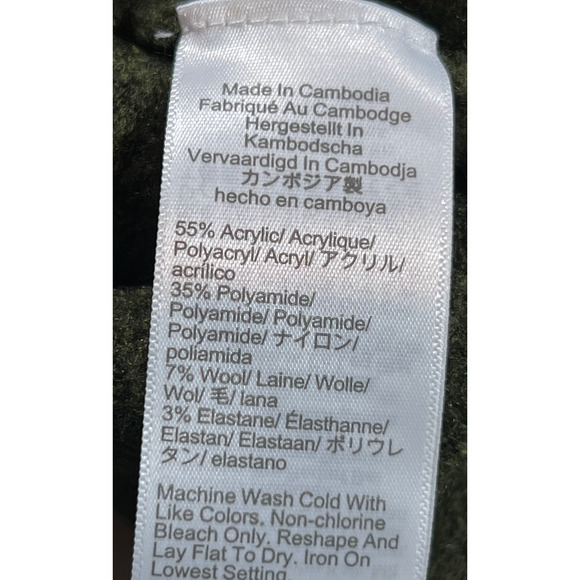 Made In Cambodia
Fabriqué Au Cambodge
Hergestellt In
Kambodscha
Vervaardigd In Cambodja
カンボジア製
hecho en camboya
55% Acrylic/ Acrylique/
Polyacryl/ Acryl/ アクリル/
acrílico
35% Polyamide/
Polyamide/ Polyamide/
Polyamide/ ナイロン/
poliamida
7% Wool/ Laine/ Wolle/
Wol/ 毛/ lana
3% Elastane/ Élasthanne/
Elastan/ Elastaan/ ポリウレ
タン/ elastano
Machine Wash Cold With
Like Colors. Non-chlorine
Bleach Only. Reshape And
Lay Flat To Dry. Iron On
Lowest Setting.